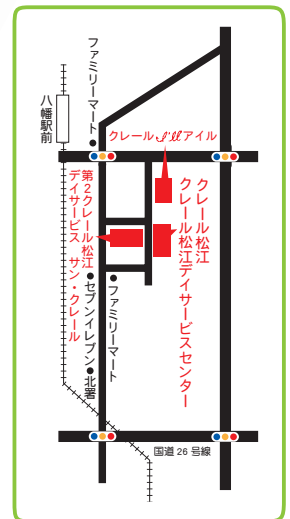 ファミリーマート
八幡駅前
クレールI'llアイル
クレール松江
クレール松江デイサービスセンター
第2クレール松江
デイサービス サン・クレール
セブンイレブン
北署
ファミリーマート
国道26号線